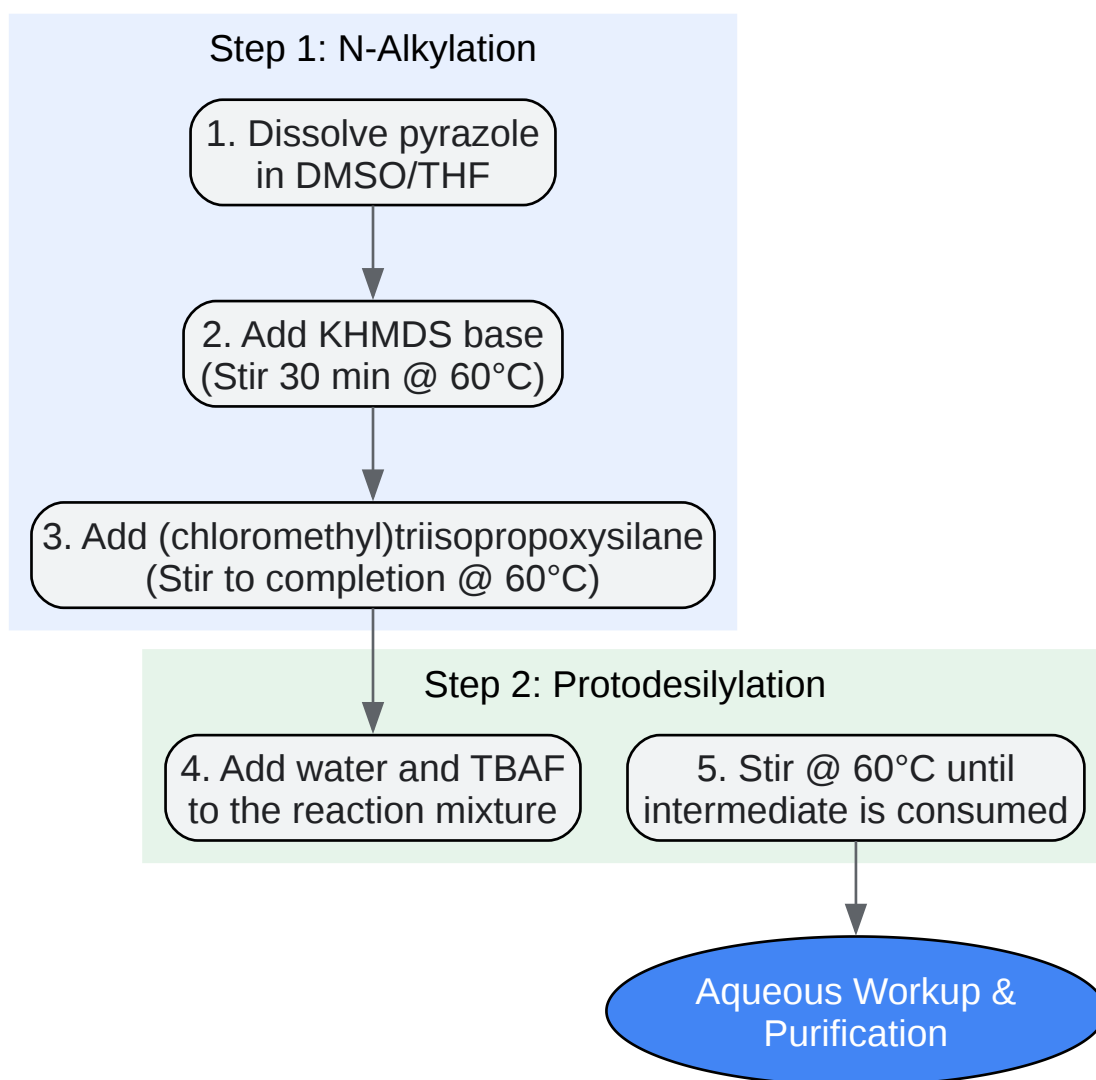 Step 1: N-Alkylation
1. Dissolve pyrazole
in DMSO/THF
2. Add KHMDS base
(Stir 30 min @ 60°C)
3. Add (chloromethyl)triisopropoxysilane
(Stir to completion @ 60°C)
Step 2: Protodesilylation
4. Add water and TBAF
to the reaction mixture
5. Stir @ 60°C until
intermediate is consumed
Aqueous Workup &
Purification